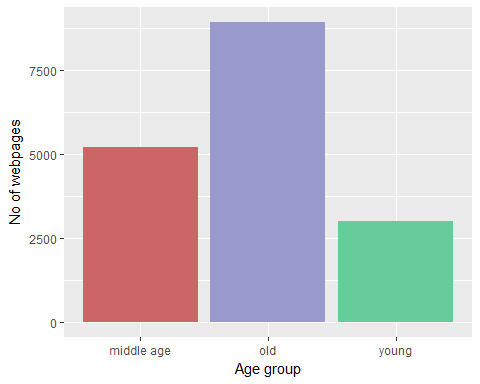 No of webpages
7500
5000
2500
0
middle age old young
Age group